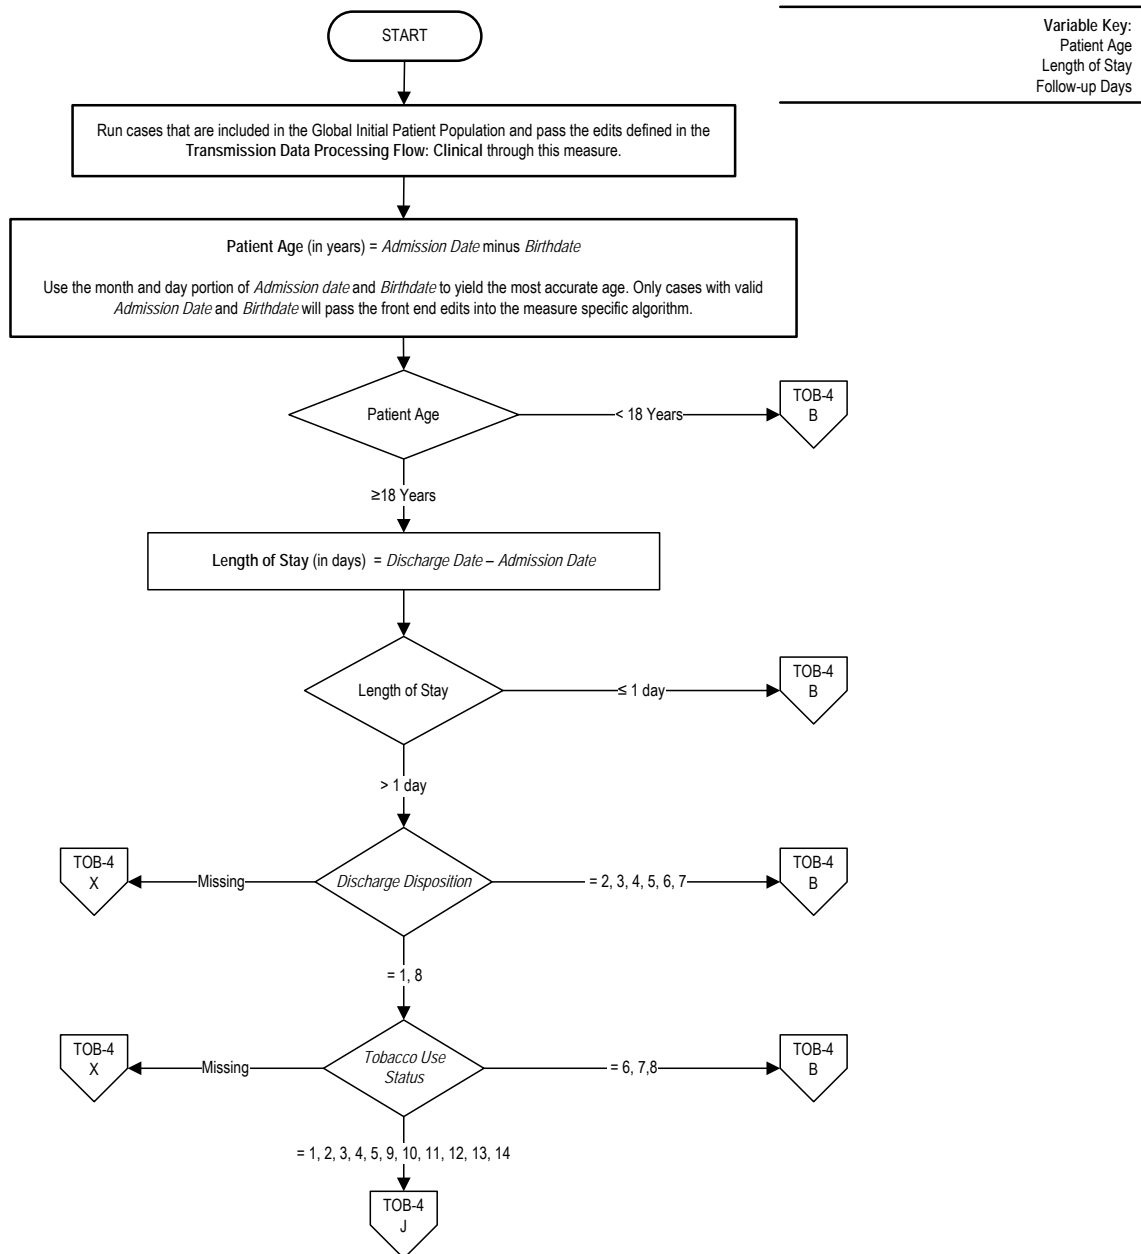 START
Variable Key:
Patient Age
Length of Stay
Follow-up Days
Run cases that are included in the Global Initial Patient Population and pass the edits defined in the
Transmission Data Processing Flow: Clinical through this measure.
Patient Age (in years) = Admission Date minus Birthdate
Use the month and day portion of Admission date and Birthdate to yield the most accurate age. Only cases with valid
Admission Date and Birthdate will pass the front end edits into the measure specific algorithm.
Patient Age
< 18 Years
TOB-4
B
≥18 Years
Length of Stay (in days) = Discharge Date – Admission Date
Length of Stay
≤ 1 day
TOB-4
B
> 1 day
TOB-4
X
Missing
Discharge Disposition
= 2, 3, 4, 5, 6, 7
TOB-4
B
= 1, 8
TOB-4
X
Missing
Tobacco Use
Status
= 6, 7,8
TOB-4
B
= 1, 2, 3, 4, 5, 9, 10, 11, 12, 13, 14
TOB-4
J